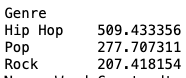 Genre
Hip Hop    509.433356
Pop        277.707311
Rock       207.418154